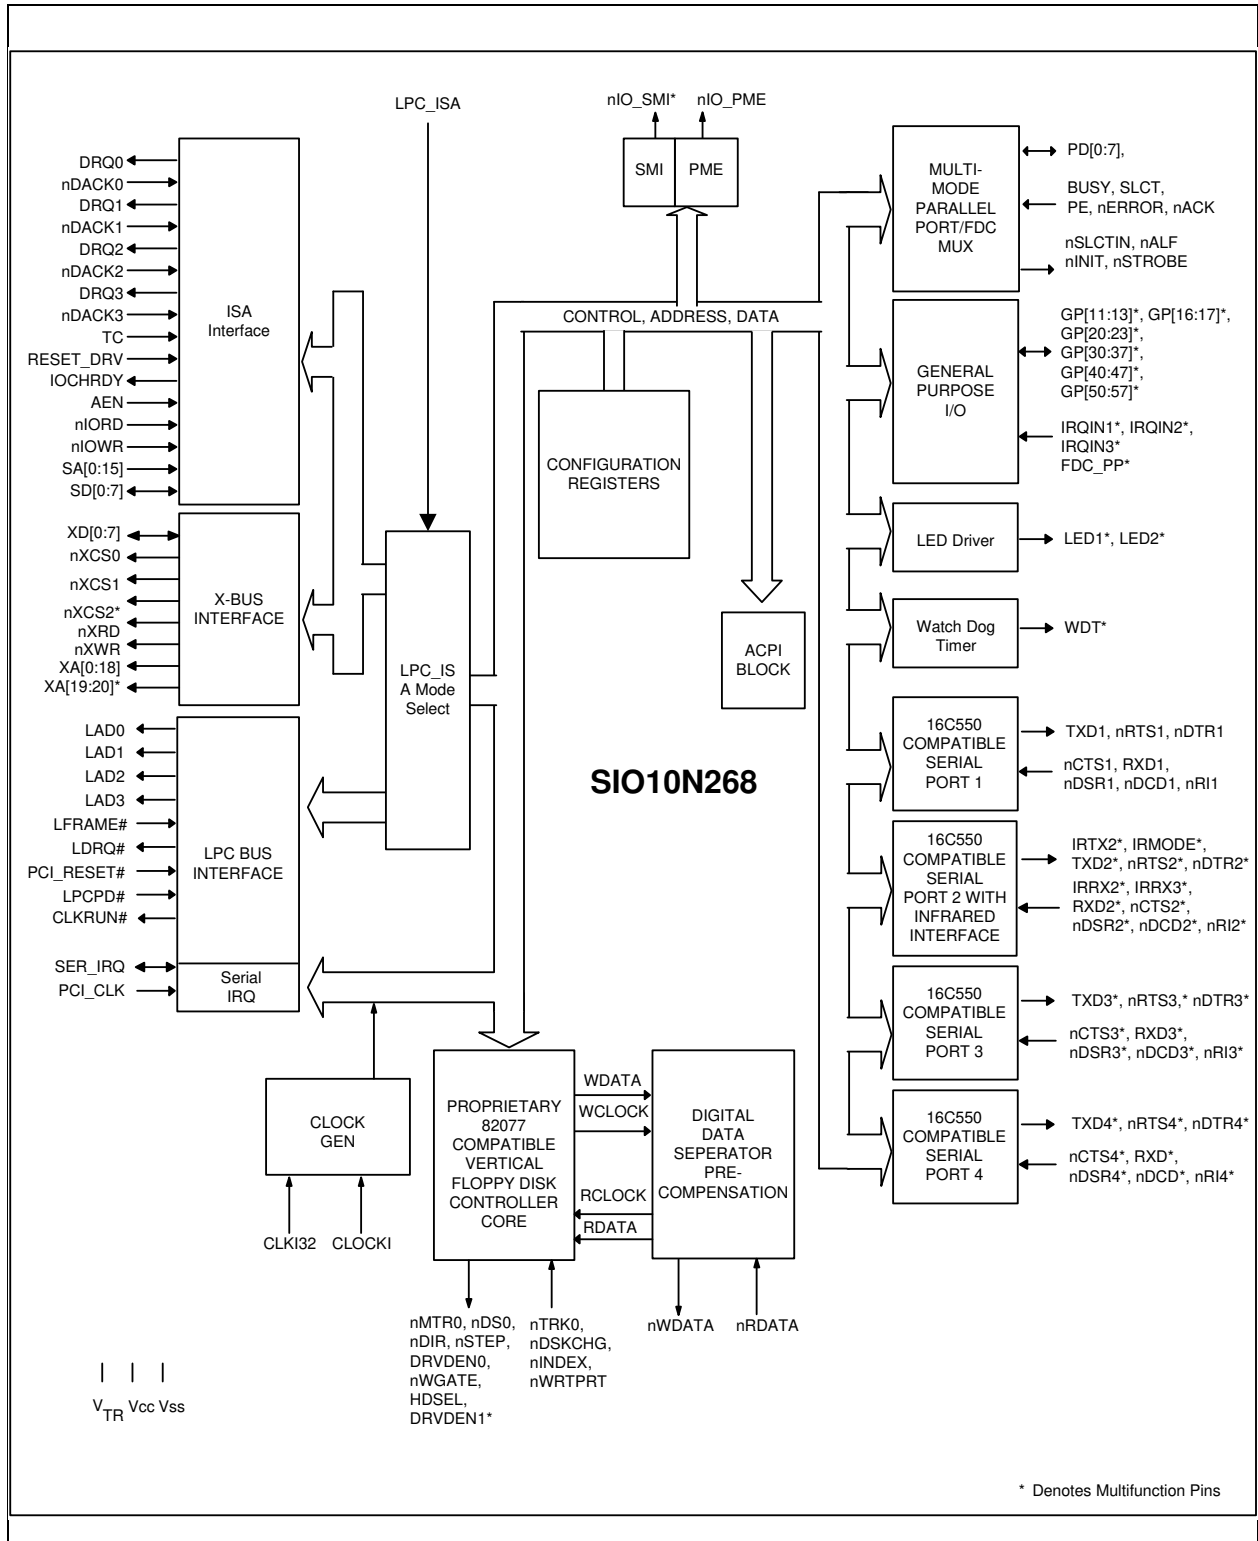 LPC_ISA
nIO_SMI*
nIO_PME
SMI
PME
DRQ0
nDACK0
DRQ1
nDACK1
DRQ2
nDACK2
DRQ3
nDACK3
TC
RESET_DRV
IOCHRDY
AEN
nIORD
nIOWR
SA[0:15]
SD[0:7]
ISA
Interface
XD[0:7]
nXCS0
nXCS1
nXCS2*
nXRD
nXWR
XA[0:18]
XA[19:20]*
X-BUS
INTERFACE
LAD0
LAD1
LAD2
LAD3
LFRAME#
LDRQ#
PCI_RESET#
LPCPD#
CLKRUN#
LPC BUS
INTERFACE
SER_IRQ
PCI_CLK
Serial
IRQ
LPC_IS
A Mode
Select
CONTROL, ADDRESS, DATA
CONFIGURATION
REGISTERS
ACPI
BLOCK
SIO10N268
MULTI-
MODE
PARALLEL
PORT/FDC
MUX
PD[0:7],
BUSY, SLCT,
PE, nERROR, nACK
nSLCTIN, nALF
nINIT, nSTROBE
GENERAL
PURPOSE
I/O
GP[11:13]*, GP[16:17]*,
GP[20:23]*,
GP[30:37]*,
GP[40:47]*,
GP[50:57]*
IRQIN1*, IRQIN2*,
IRQIN3*
FDC_PP*
LED Driver
LED1*, LED2*
Watch Dog
Timer
WDT*
16C550
COMPATIBLE
SERIAL
PORT 1
TXD1, nRTS1, nDTR1
nCTS1, RXD1,
nDSR1, nDCD1, nRI1
16C550
COMPATIBLE
SERIAL
PORT 2 WITH
INFRARED
INTERFACE
IRTX2*, IRMODE*,
TXD2*, nRTS2*, nDTR2*
IRRX2*, IRRX3*,
RXD2*, nCTS2*,
nDSR2*, nDCD2*, nRI2*
16C550
COMPATIBLE
SERIAL
PORT 3
TXD3*, nRTS3,* nDTR3*
nCTS3*, RXD3*,
nDSR3*, nDCD3*, nRI3*
16C550
COMPATIBLE
SERIAL
PORT 4
TXD4*, nRTS4*, nDTR4*
nCTS4*, RXD*,
nDSR4*, nDCD*, nRI4*
CLOCK
GEN
CLKI32
CLOCKI
PROPRIETARY
82077
COMPATIBLE
VERTICAL
FLOPPY DISK
CONTROLLER
CORE
WDATA
WCLOCK
RCLOCK
RDATA
DIGITAL
DATA
SEPERATOR
PRE-
COMPENSATION
nMTR0, nDS0,
nDIR, nSTEP,
DRVDEN0,
nWGATE,
HDSEL,
DRVDEN1*
nTRK0,
nDSKCHG,
nINDEX,
nWRTPRT
nWDATA
nRDATA
VTR Vcc Vss
* Denotes Multifunction Pins